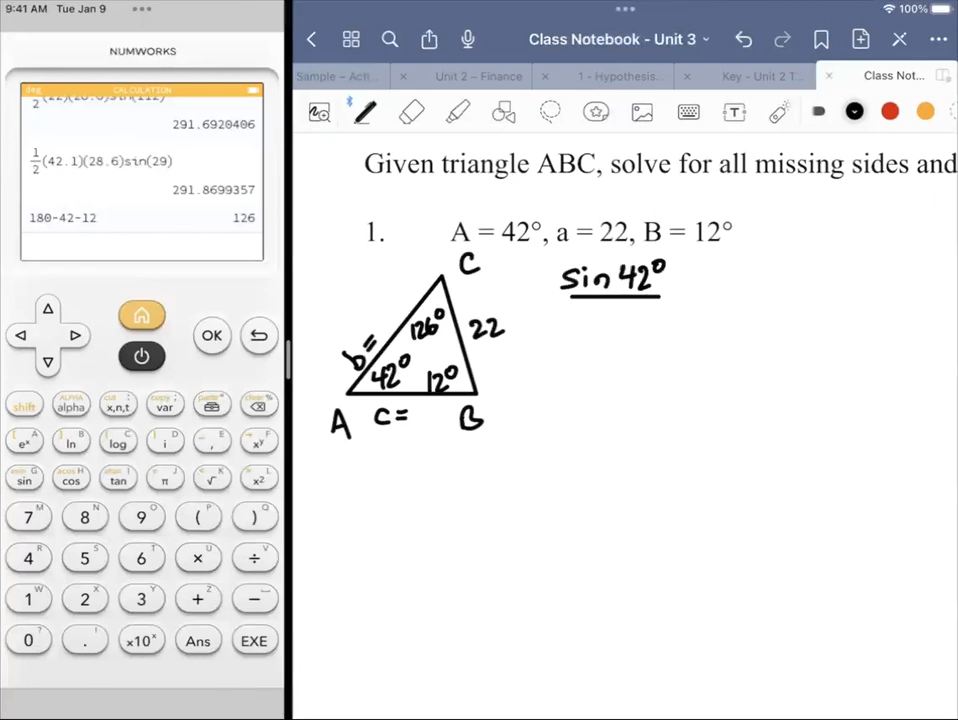 9:41 AM Tue Jan 9
100%
NUMWORKS
deg CALCULATION
291.6920406
1/2(42.1)(28.6)sin(29)
291.8699357
180-42-12 126
OK
shift alpha x,n,t var
e^x ln log i , x^y
sin cos tan π √ x²
7 8 9 ( )
4 5 6 × ÷
1 2 3 + −
0 . ×10^x Ans EXE
Class Notebook - Unit 3
Sample – Acti...
Unit 2 – Finance
1 - Hypothesis...
Key - Unit 2 T...
Class Not...
Given triangle ABC, solve for all missing sides and
1. A = 42°, a = 22, B = 12°
C
sin 42°
126°
22
b=
42°
12°
A
c=
B